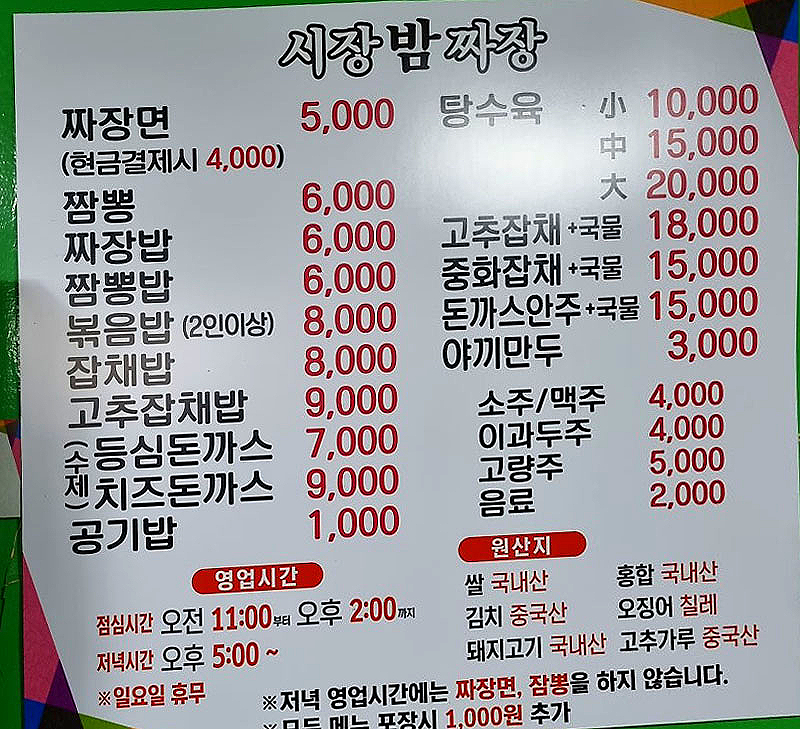 시장밤짜장
짜장면 5,000
(현금결제시 4,000)
짬뽕 6,000
짜장밥 6,000
짬뽕밥 6,000
볶음밥 (2인이상) 8,000
잡채밥 8,000
고추잡채밥 9,000
(수제) 등심돈까스 7,000
치즈돈까스 9,000
공기밥 1,000
당수육 小 10,000
中 15,000
大 20,000
고추잡채+국물 18,000
중화잡채+국물 15,000
돈까스안주+국물 15,000
야끼만두 3,000
소주/맥주 4,000
이과두주 4,000
고량주 5,000
음료 2,000
영업시간
점심시간 오전 11:00부터 오후 2:00까지
저녁시간 오후 5:00 ~
※일요일 휴무
원산지
쌀 국내산 홍합 국내산
김치 중국산 오징어 칠레
돼지고기 국내산 고추가루 중국산
※저녁 영업시간에는 짜장면, 잠뽕을 하지 않습니다.
※모든 메뉴 포장시 1,000원 추가